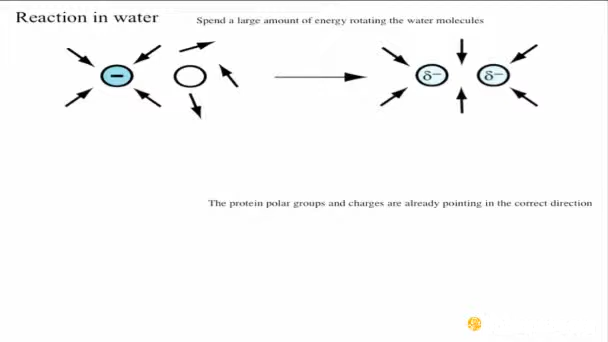 Reaction in water
Spend a large amount of energy rotating the water molecules
−
δ−
δ−
The protein polar groups and charges are already pointing in the correct direction